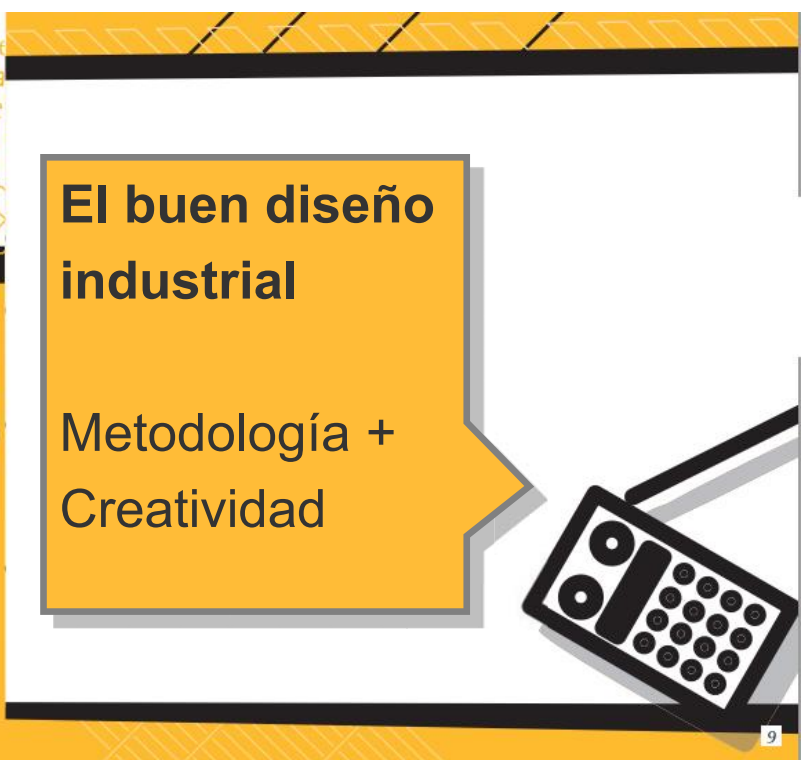 El buen diseño
industrial
Metodología +
Creatividad
9